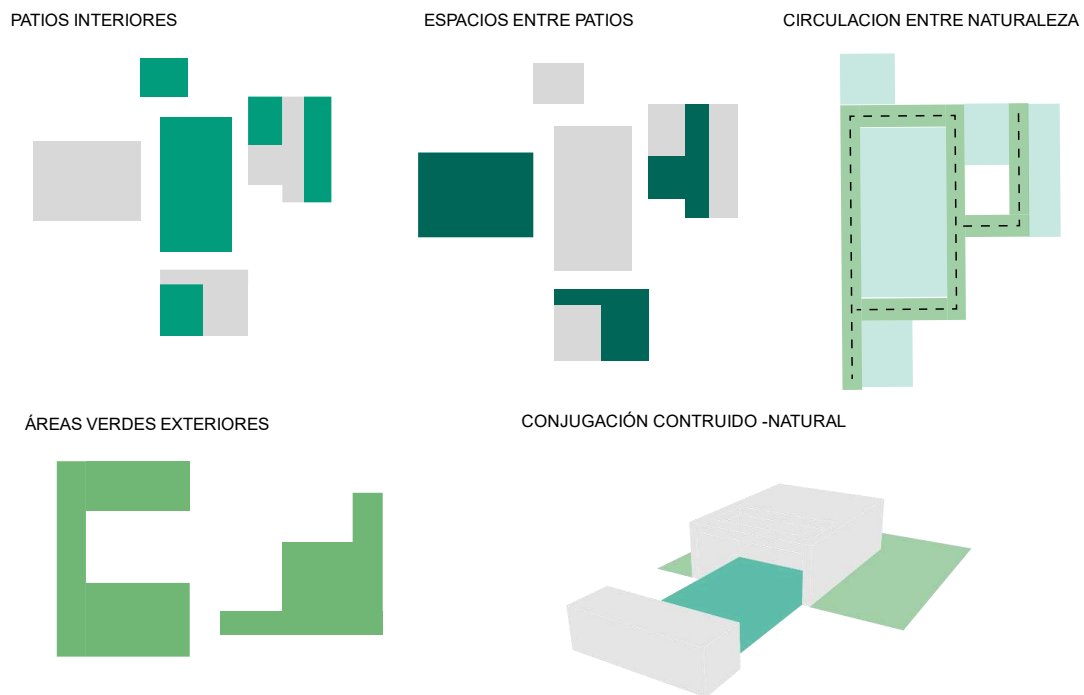 PATIOS INTERIORES
ESPACIOS ENTRE PATIOS
CIRCULACION ENTRE NATURALEZA
ÁREAS VERDES EXTERIORES
CONJUGACIÓN CONTRUIDO -NATURAL